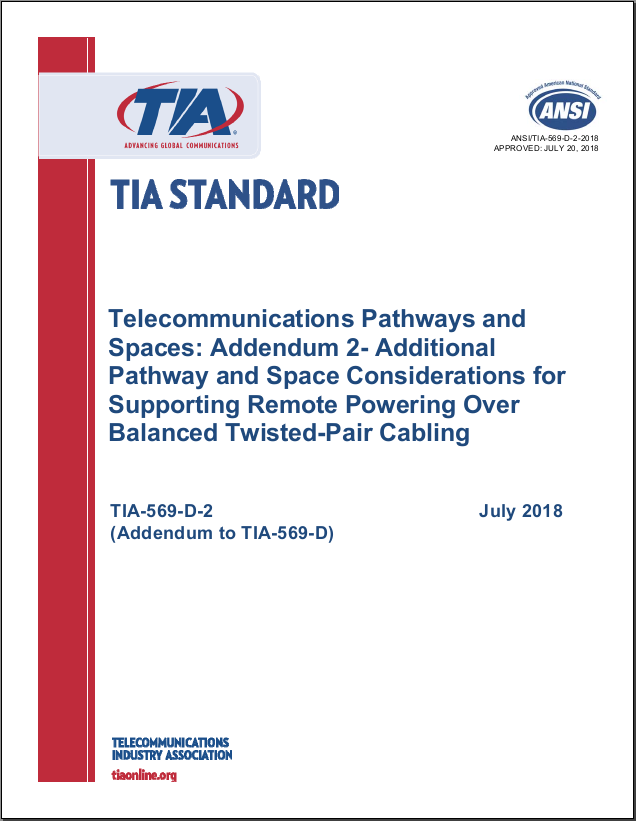 TIA®
ADVANCING GLOBAL COMMUNICATIONS
Approved American National Standard
ANSI
ANSI/TIA-569-D-2-2018
APPROVED: JULY 20, 2018
TIA STANDARD
Telecommunications Pathways and
Spaces: Addendum 2- Additional
Pathway and Space Considerations for
Supporting Remote Powering Over
Balanced Twisted-Pair Cabling
TIA-569-D-2 July 2018
(Addendum to TIA-569-D)
TELECOMMUNICATIONS
INDUSTRY ASSOCIATION
tiaonline.org